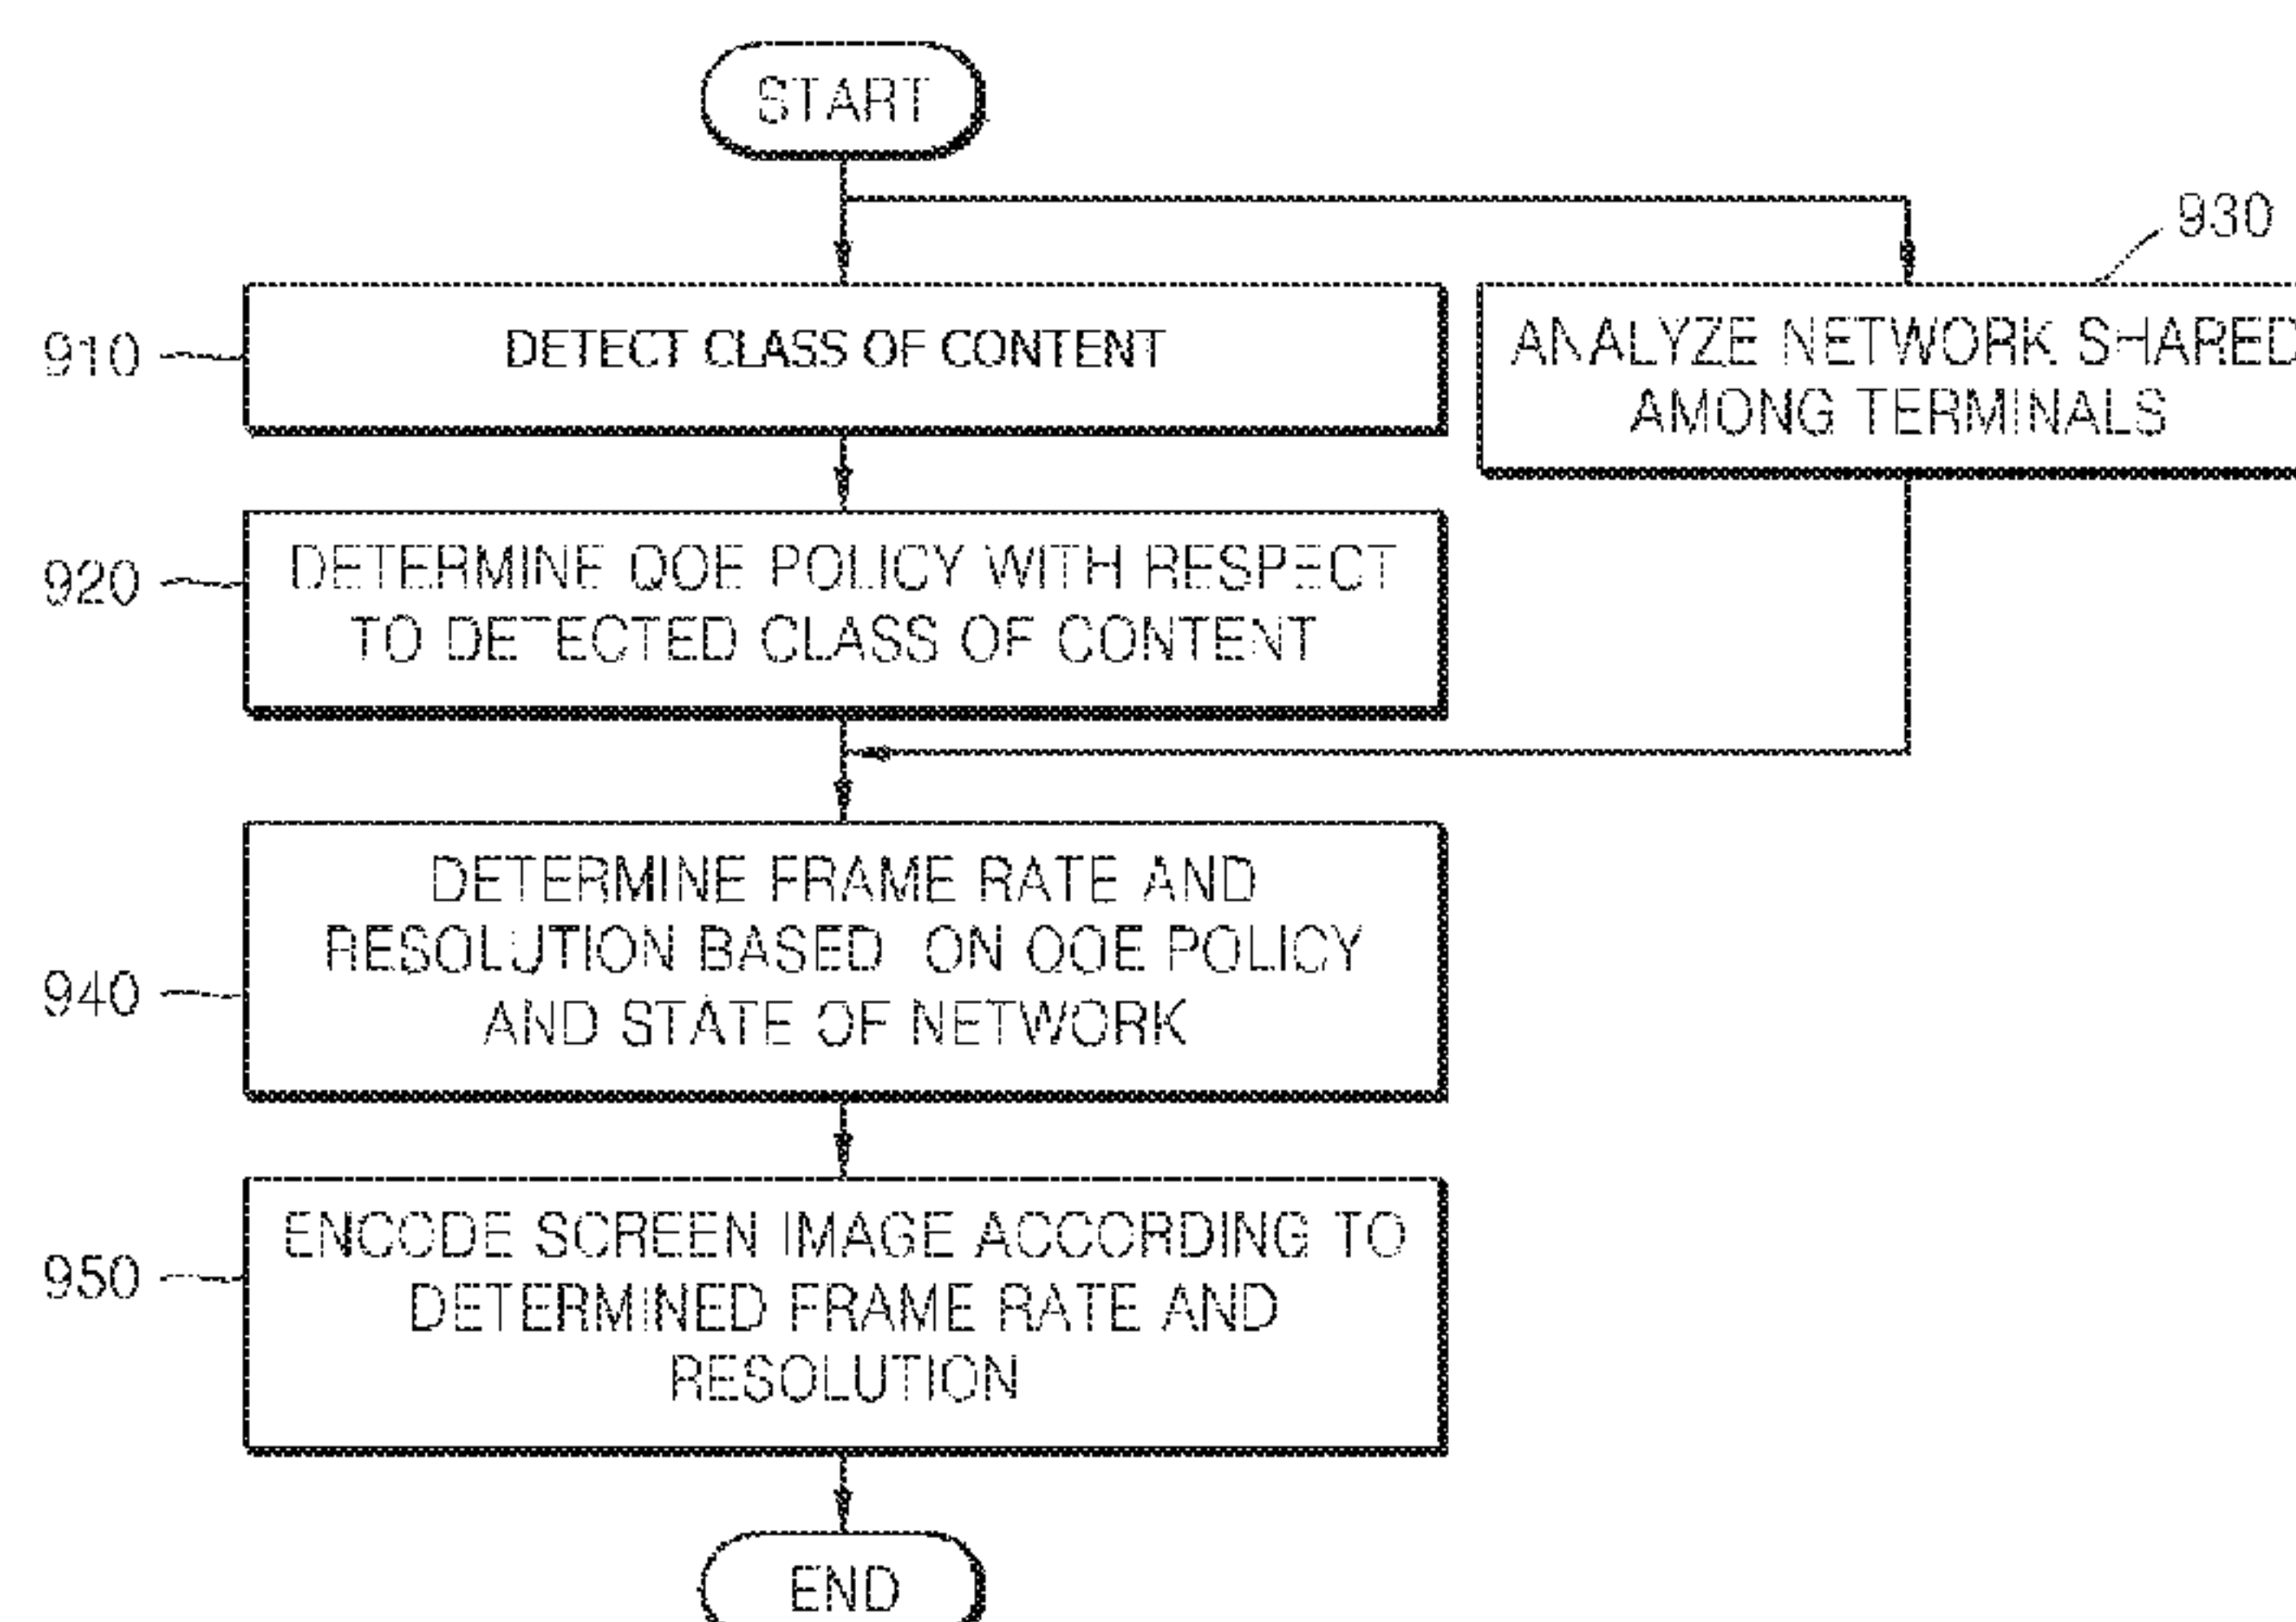 START
930
910
DETECT CLASS OF CONTENT
ANALYZE NETWORK SHARED
AMONG TERMINALS
920
DETERMINE QOE POLICY WITH RESPECT
TO DETECTED CLASS OF CONTENT
DETERMINE FRAME RATE AND
RESOLUTION BASED ON QOE POLICY
940
AND STATE OF NETWORK
950
ENCODE SCREEN IMAGE ACCORDING TO
DETERMINED FRAME RATE AND
RESOLUTION
END